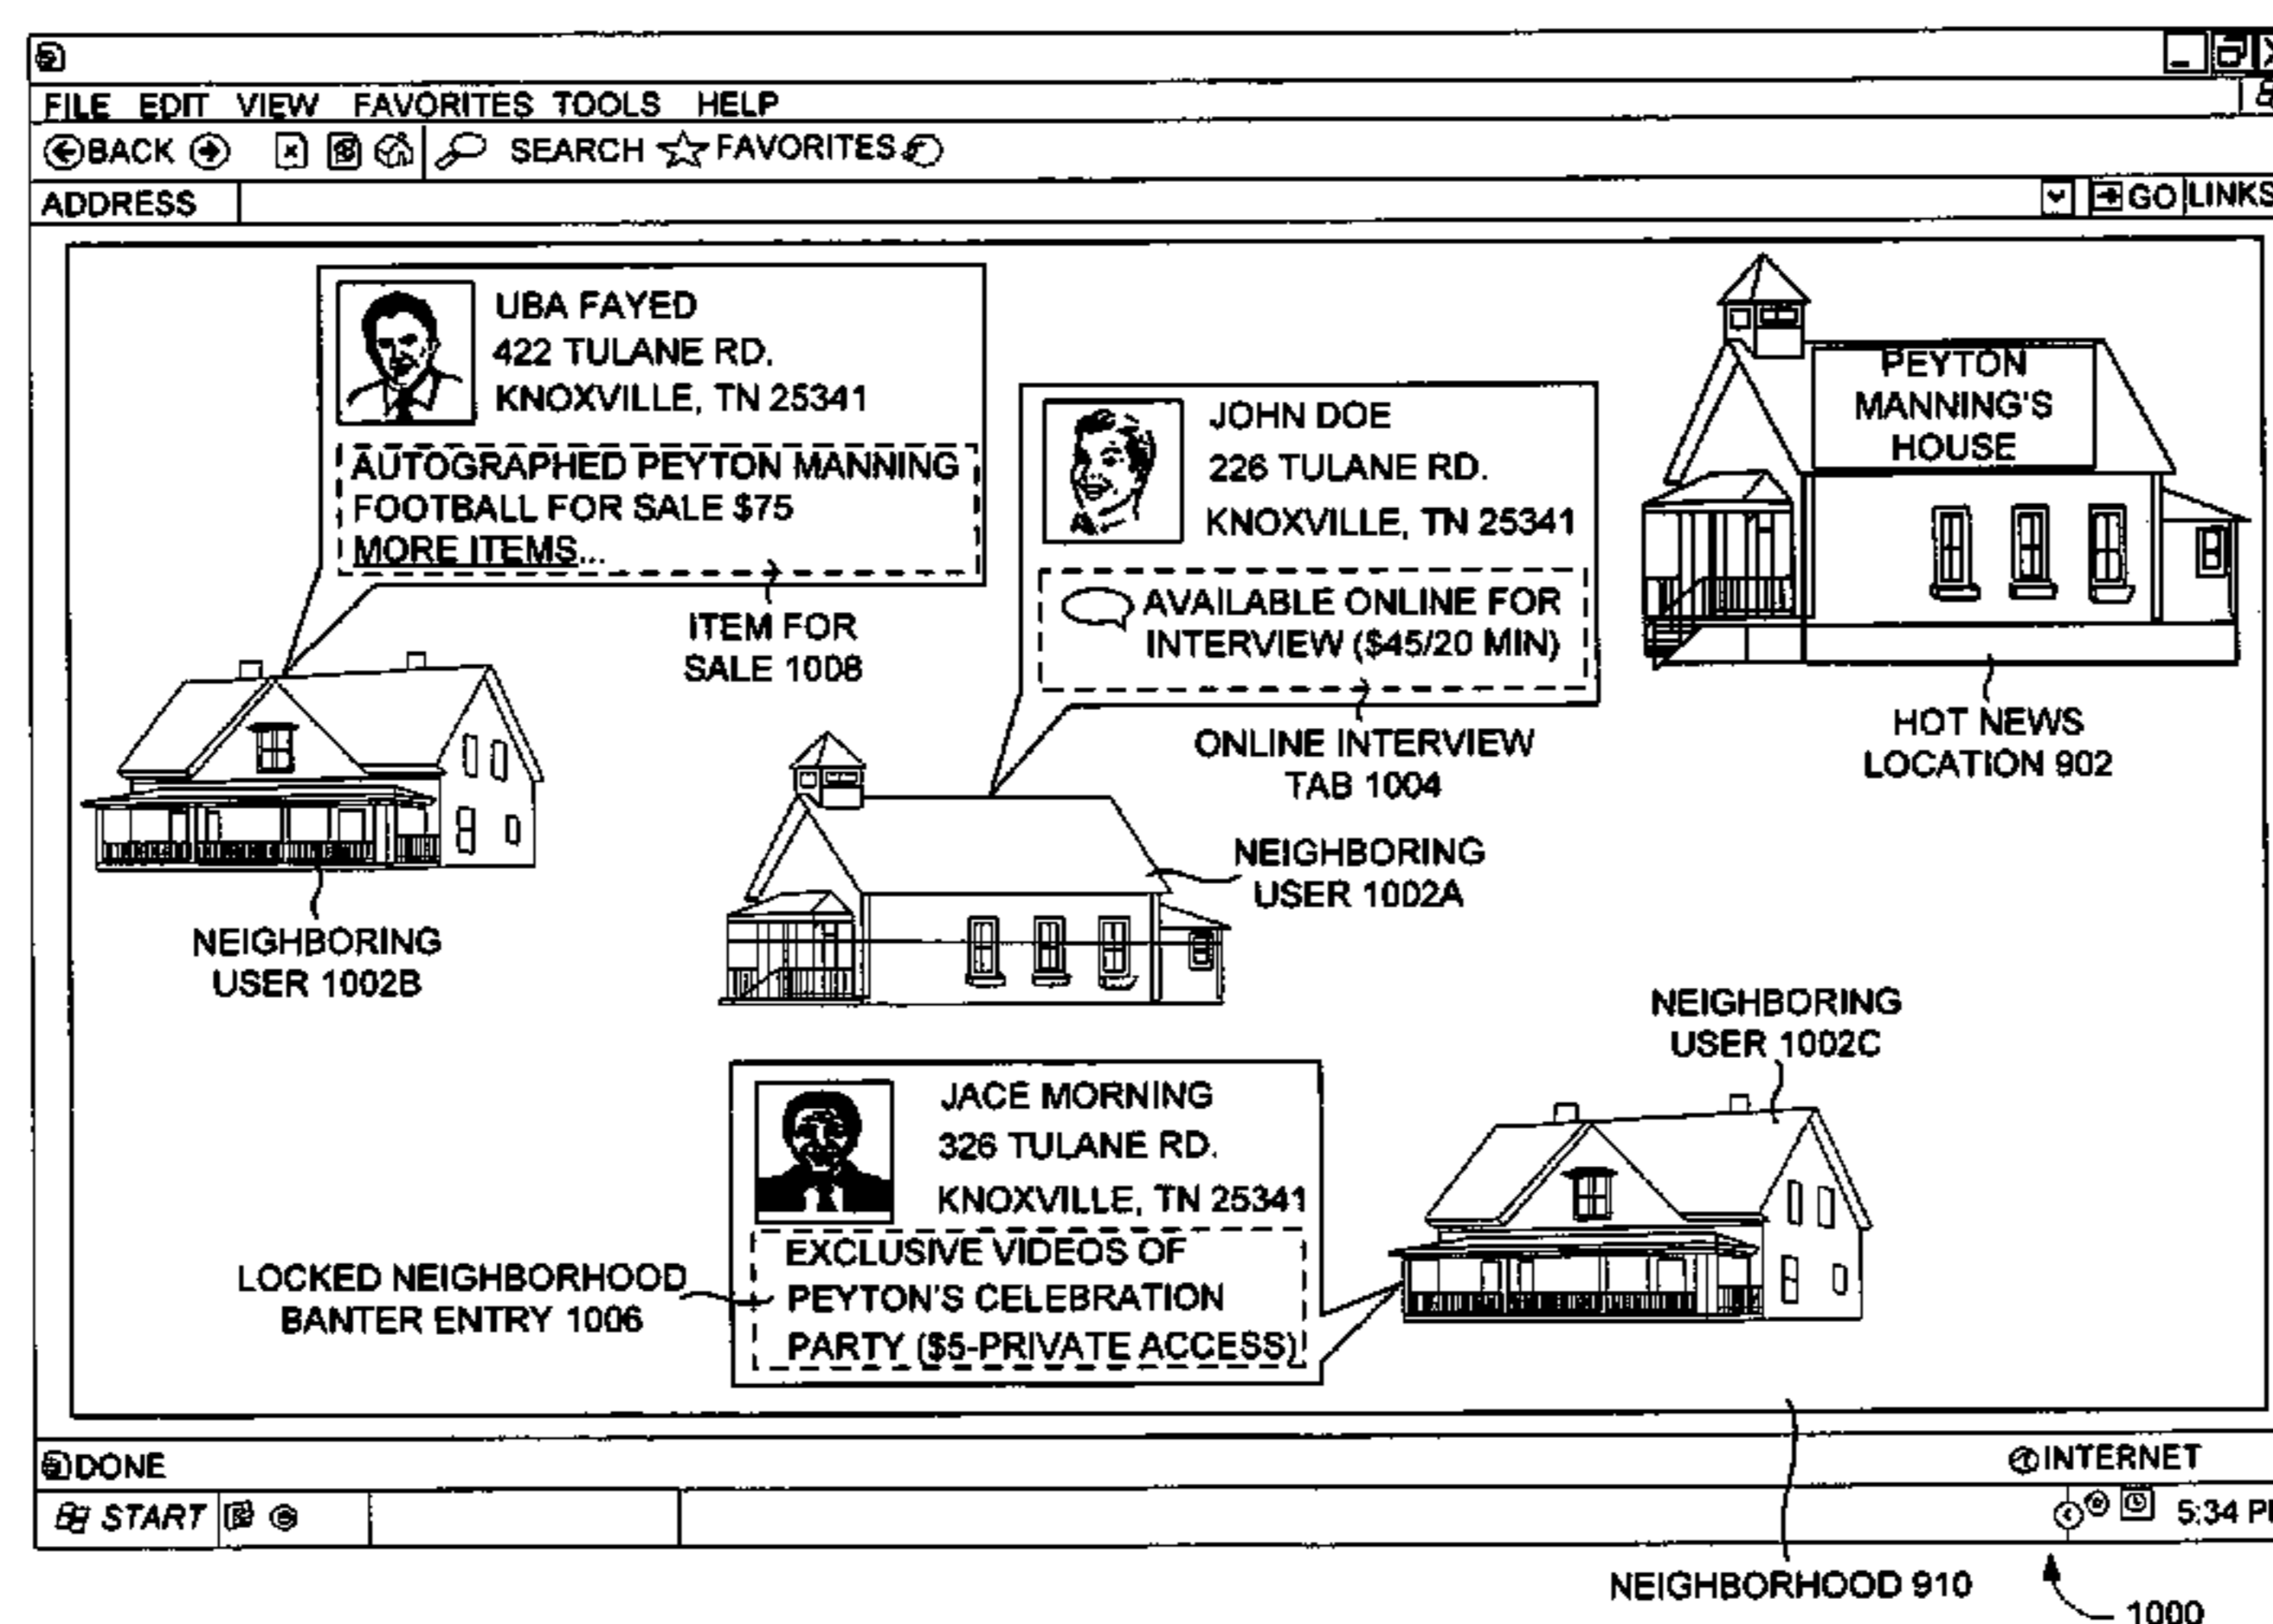 FILE EDIT VIEW FAVORITES TOOLS HELP
BACK SEARCH FAVORITES
ADDRESS GO LINKS
UBA FAYED
422 TULANE RD.
KNOXVILLE, TN 25341
AUTOGRAPHED PEYTON MANNING
FOOTBALL FOR SALE $75
MORE ITEMS...
ITEM FOR
SALE 1008
JOHN DOE
226 TULANE RD.
KNOXVILLE, TN 25341
AVAILABLE ONLINE FOR
INTERVIEW ($45/20 MIN)
ONLINE INTERVIEW
TAB 1004
PEYTON
MANNING'S
HOUSE
HOT NEWS
LOCATION 902
NEIGHBORING
USER 1002B
NEIGHBORING
USER 1002A
NEIGHBORING
USER 1002C
JACE MORNING
326 TULANE RD.
KNOXVILLE, TN 25341
EXCLUSIVE VIDEOS OF
PEYTON'S CELEBRATION
PARTY ($5-PRIVATE ACCESS)
LOCKED NEIGHBORHOOD
BANTER ENTRY 1006
DONE INTERNET
START 5:34 P
NEIGHBORHOOD 910
1000